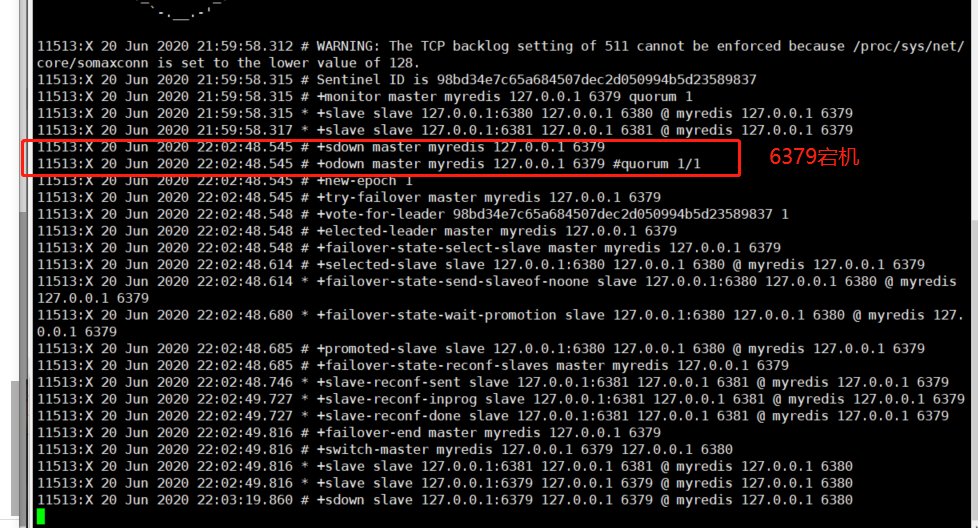 11513:X 20 Jun 2020 21:59:58.312 # WARNING: The TCP backlog setting of 511 cannot be enforced because /proc/sys/net/
core/somaxconn is set to the lower value of 128.
11513:X 20 Jun 2020 21:59:58.315 # Sentinel ID is 98bd34e7c65a684507dec2d050994b5d23589837
11513:X 20 Jun 2020 21:59:58.315 # +monitor master myredis 127.0.0.1 6379 quorum 1
11513:X 20 Jun 2020 21:59:58.315 * +slave slave 127.0.0.1:6380 127.0.0.1 6380 @ myredis 127.0.0.1 6379
11513:X 20 Jun 2020 21:59:58.317 * +slave slave 127.0.0.1:6381 127.0.0.1 6381 @ myredis 127.0.0.1 6379
11513:X 20 Jun 2020 22:02:48.545 # +sdown master myredis 127.0.0.1 6379
11513:X 20 Jun 2020 22:02:48.545 # +odown master myredis 127.0.0.1 6379 #quorum 1/1
6379宕机
11513:X 20 Jun 2020 22:02:48.545 # +new-epoch 1
11513:X 20 Jun 2020 22:02:48.545 # +try-failover master myredis 127.0.0.1 6379
11513:X 20 Jun 2020 22:02:48.548 # +vote-for-leader 98bd34e7c65a684507dec2d050994b5d23589837 1
11513:X 20 Jun 2020 22:02:48.548 # +elected-leader master myredis 127.0.0.1 6379
11513:X 20 Jun 2020 22:02:48.548 # +failover-state-select-slave master myredis 127.0.0.1 6379
11513:X 20 Jun 2020 22:02:48.614 # +selected-slave slave 127.0.0.1:6380 127.0.0.1 6380 @ myredis 127.0.0.1 6379
11513:X 20 Jun 2020 22:02:48.614 * +failover-state-send-slaveof-noone slave 127.0.0.1:6380 127.0.0.1 6380 @ myredis
127.0.0.1 6379
11513:X 20 Jun 2020 22:02:48.680 * +failover-state-wait-promotion slave 127.0.0.1:6380 127.0.0.1 6380 @ myredis 127.
0.0.1 6379
11513:X 20 Jun 2020 22:02:48.685 # +promoted-slave slave 127.0.0.1:6380 127.0.0.1 6380 @ myredis 127.0.0.1 6379
11513:X 20 Jun 2020 22:02:48.685 # +failover-state-reconf-slaves master myredis 127.0.0.1 6379
11513:X 20 Jun 2020 22:02:48.746 * +slave-reconf-sent slave 127.0.0.1:6381 127.0.0.1 6381 @ myredis 127.0.0.1 6379
11513:X 20 Jun 2020 22:02:49.727 * +slave-reconf-inprog slave 127.0.0.1:6381 127.0.0.1 6381 @ myredis 127.0.0.1 6379
11513:X 20 Jun 2020 22:02:49.727 * +slave-reconf-done slave 127.0.0.1:6381 127.0.0.1 6381 @ myredis 127.0.0.1 6379
11513:X 20 Jun 2020 22:02:49.816 # +failover-end master myredis 127.0.0.1 6379
11513:X 20 Jun 2020 22:02:49.816 # +switch-master myredis 127.0.0.1 6379 127.0.0.1 6380
11513:X 20 Jun 2020 22:02:49.816 * +slave slave 127.0.0.1:6381 127.0.0.1 6381 @ myredis 127.0.0.1 6380
11513:X 20 Jun 2020 22:02:49.816 * +slave slave 127.0.0.1:6379 127.0.0.1 6379 @ myredis 127.0.0.1 6380
11513:X 20 Jun 2020 22:03:19.860 # +sdown slave 127.0.0.1:6379 127.0.0.1 6379 @ myredis 127.0.0.1 6380